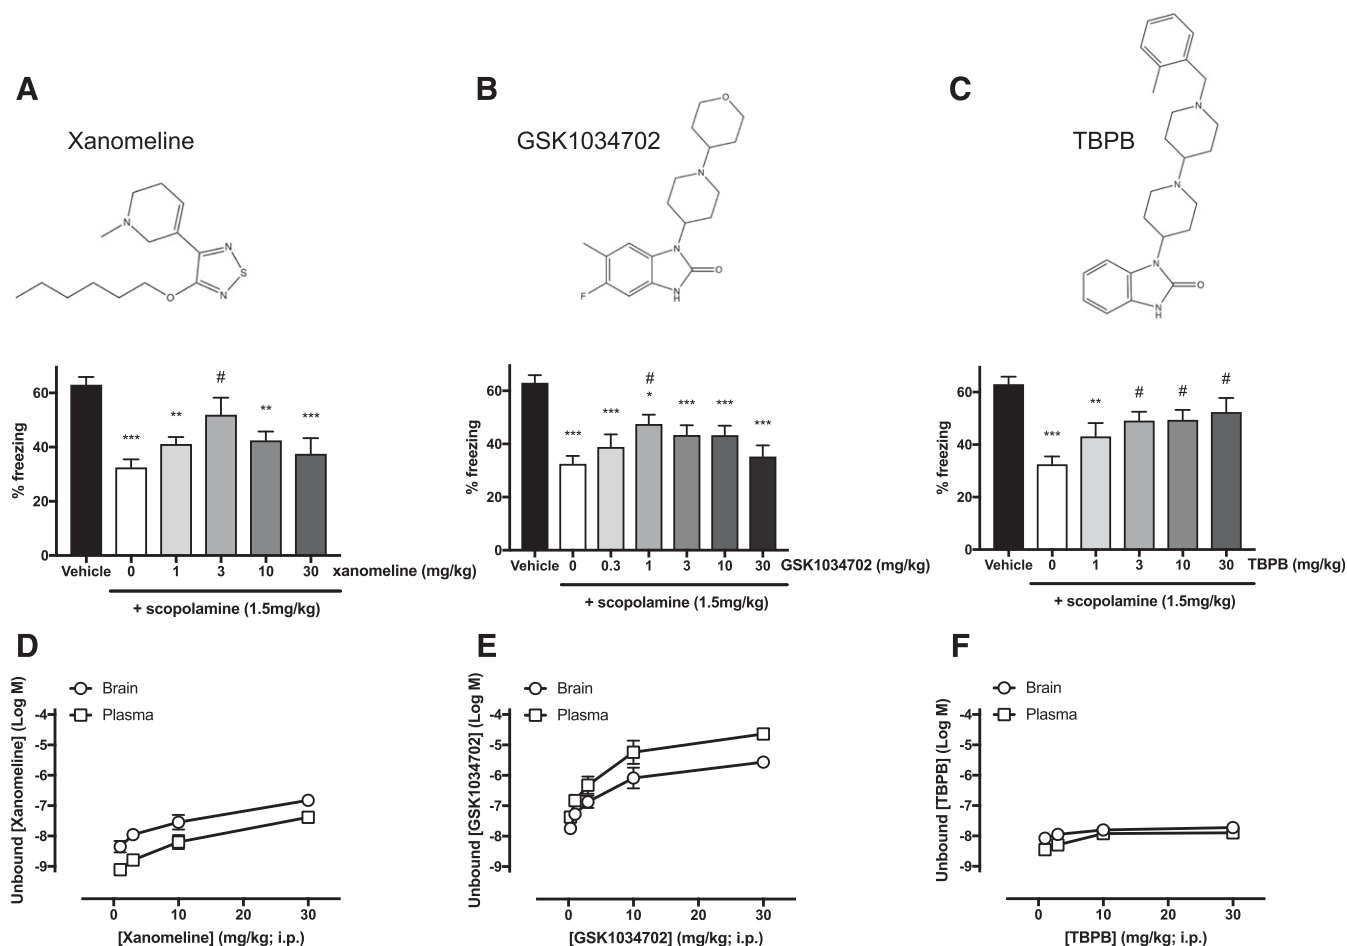 A
B
C
Xanomeline
GSK1034702
TBPB
N
N
S
N
O
O
N
N
O
N
H
F
N
N
N
O
N
H
% freezing
60
40
20
0
***
**
#
**
***
Vehicle
0
1
3
10
30
xanomeline (mg/kg)
+ scopolamine (1.5mg/kg)
% freezing
60
40
20
0
***
***
#
*
***
***
***
Vehicle
0
0.3
1
3
10
30
GSK1034702 (mg/kg)
+ scopolamine (1.5mg/kg)
% freezing
60
40
20
0
***
**
#
#
#
Vehicle
0
1
3
10
30
TBPB (mg/kg)
+ scopolamine (1.5mg/kg)
D
Unbound [Xanomeline] (Log M)
Brain
Plasma
-4
-5
-6
-7
-8
-9
0
10
20
30
[Xanomeline] (mg/kg; i.p.)
E
Unbound [GSK1034702] (Log M)
Brain
Plasma
-4
-5
-6
-7
-8
-9
0
10
20
30
[GSK1034702] (mg/kg; i.p.)
F
Unbound [TBPB] (Log M)
Brain
Plasma
-4
-5
-6
-7
-8
-9
0
10
20
30
[TBPB] (mg/kg; i.p.)